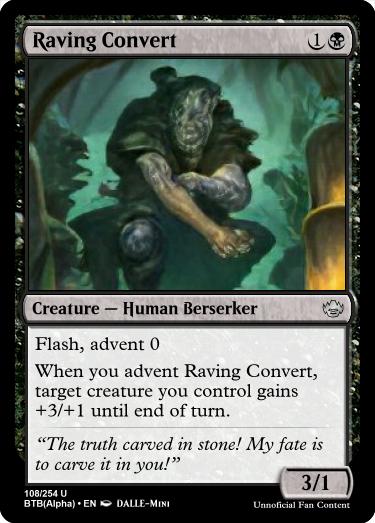 Raving Convert 1
Creature — Human Berserker
Flash, advent 0
When you advent Raving Convert,
target creature you control gains
+3/+1 until end of turn.
“The truth carved in stone! My fate is
to carve it in you!”
3/1
108/254 U
BTB(Alpha) • EN DALLE-Mini
Unofficial Fan Content